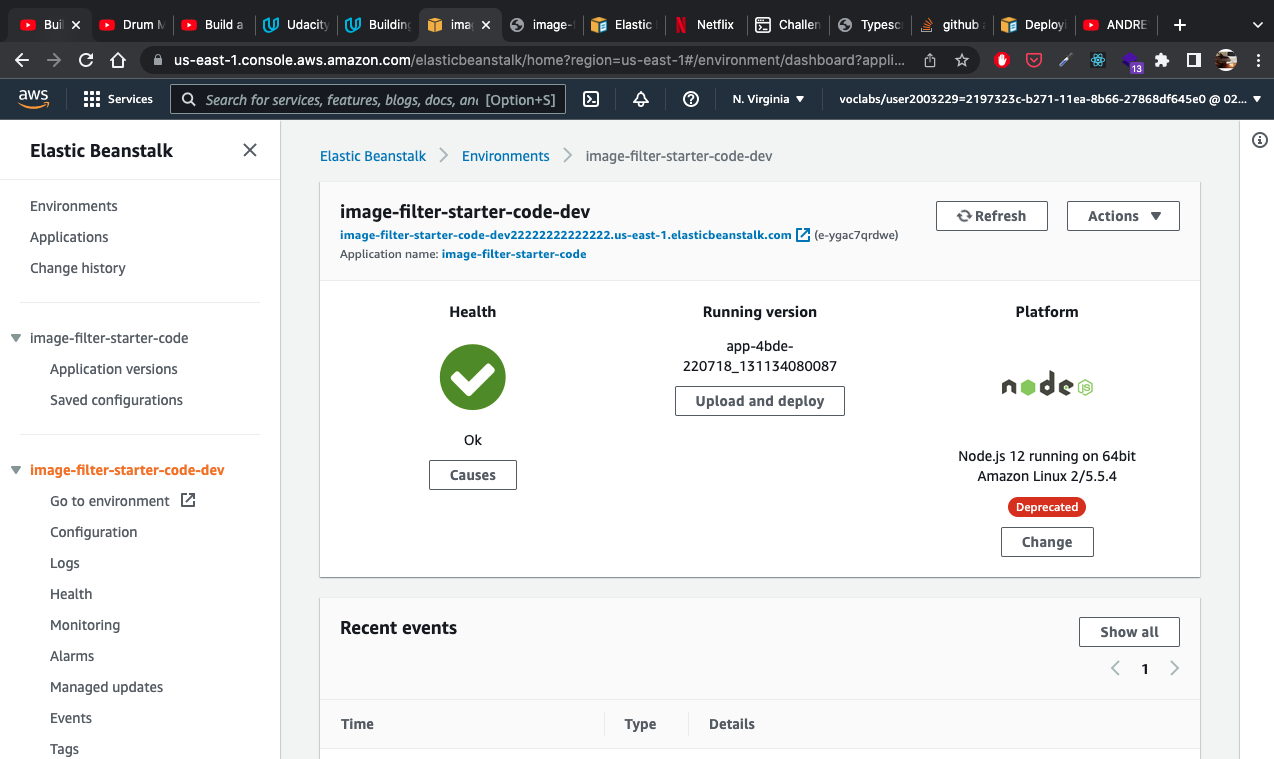 Buil
Drum M
Build a
Udacity
Building
ima
image-f
Elastic
Netflix
Challen
Typesc
github a
Deployi
ANDRE
us-east-1.console.aws.amazon.com/elasticbeanstalk/home?region=us-east-1#/environment/dashboard?appli...
13
aws
Services
Search for services, features, blogs, docs, an [Option+S]
N. Virginia
voclabs/user2003229=2197323c-b271-11ea-8b66-27868df645e0 @ 02...
Elastic Beanstalk
Environments
Applications
Change history
image-filter-starter-code
Application versions
Saved configurations
image-filter-starter-code-dev
Go to environment
Configuration
Logs
Health
Monitoring
Alarms
Managed updates
Events
Tags
Elastic Beanstalk
Environments
image-filter-starter-code-dev
image-filter-starter-code-dev
image-filter-starter-code-dev22222222222222.us-east-1.elasticbeanstalk.com (e-ygac7qrdwe)
Application name: image-filter-starter-code
Refresh
Actions
Health
Ok
Causes
Running version
app-4bde-
220718_131134080087
Upload and deploy
Platform
node
JS
Node.js 12 running on 64bit
Amazon Linux 2/5.5.4
Deprecated
Change
Recent events
Show all
1
Time
Type
Details